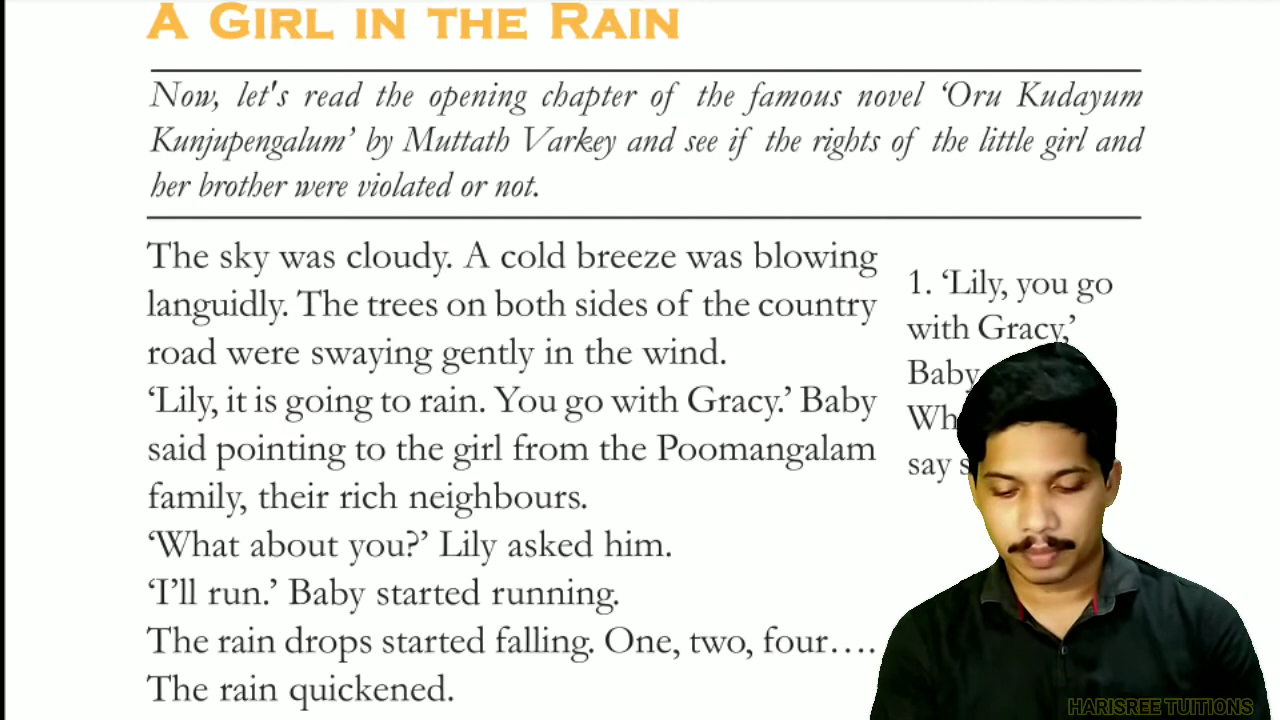 A GIRL IN THE RAIN
Now, let's read the opening chapter of the famous novel ‘Oru Kudayum
Kunjupengalum’ by Muttath Varkey and see if the rights of the little girl and
her brother were violated or not.
The sky was cloudy. A cold breeze was blowing
languidly. The trees on both sides of the country
road were swaying gently in the wind.
‘Lily, it is going to rain. You go with Gracy.’ Baby
said pointing to the girl from the Poomangalam
family, their rich neighbours.
‘What about you?’ Lily asked him.
‘I’ll run.’ Baby started running.
The rain drops started falling. One, two, four….
The rain quickened.
1. ‘Lily, you go
with Gracy,’
Baby
say
HARISREE TUITIONS